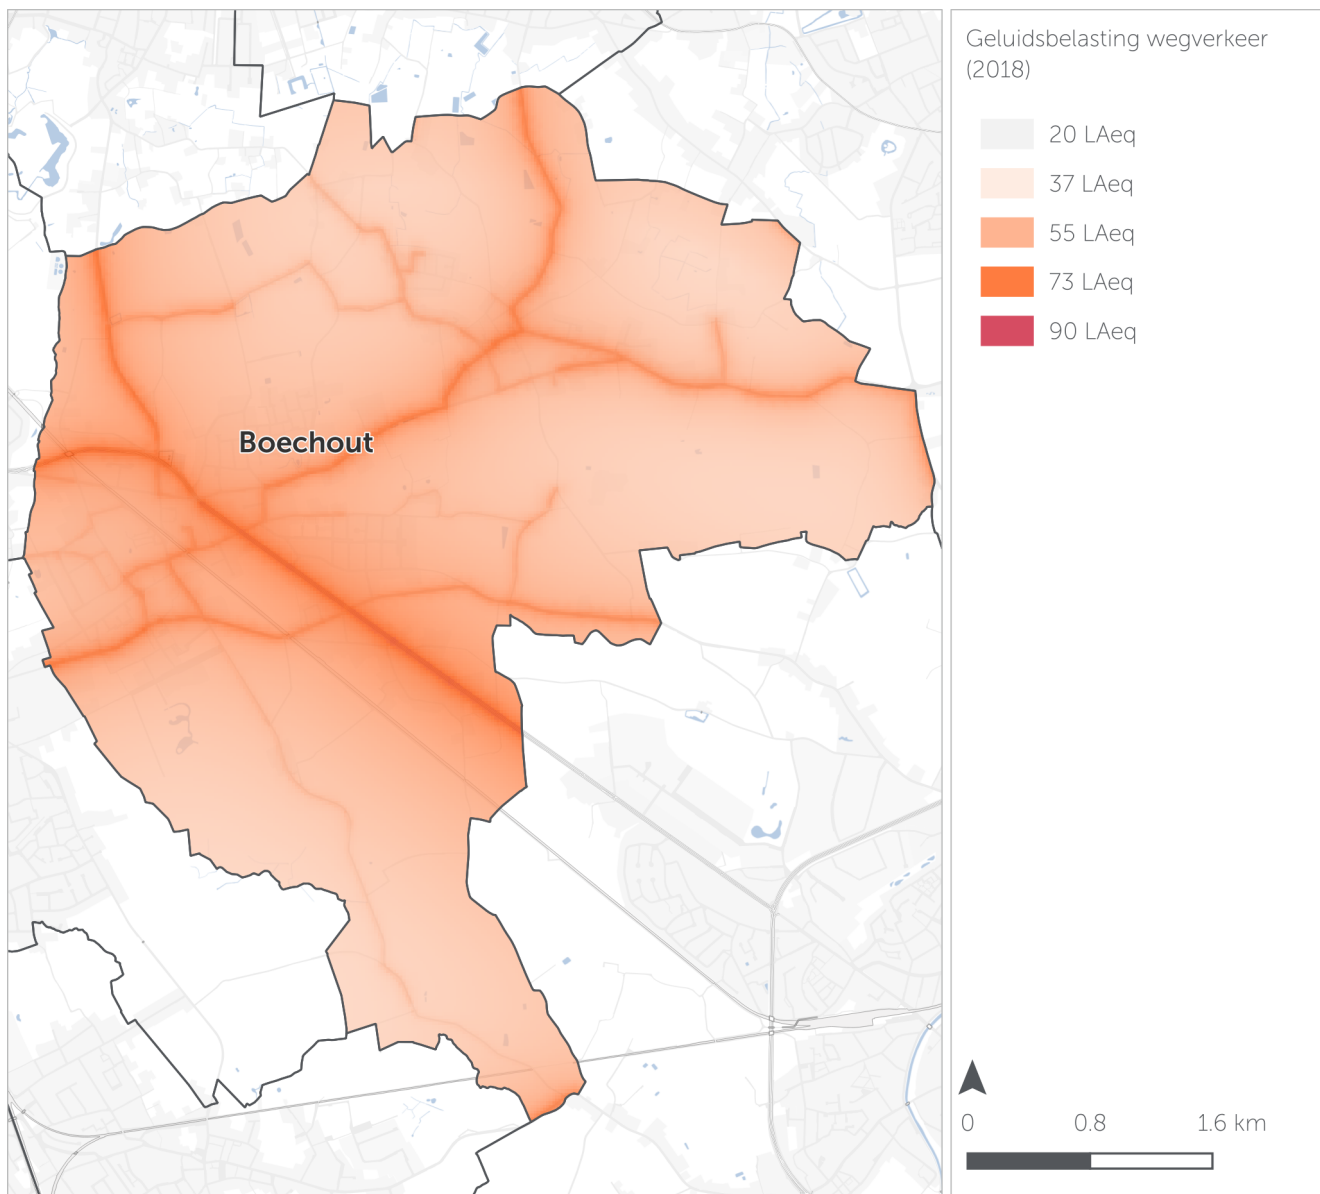 Geluidsbelasting wegverkeer
(2018)
20 LAeq
37 LAeq
55 LAeq
73 LAeq
90 LAeq
Boechout
0 0.8 1.6 km